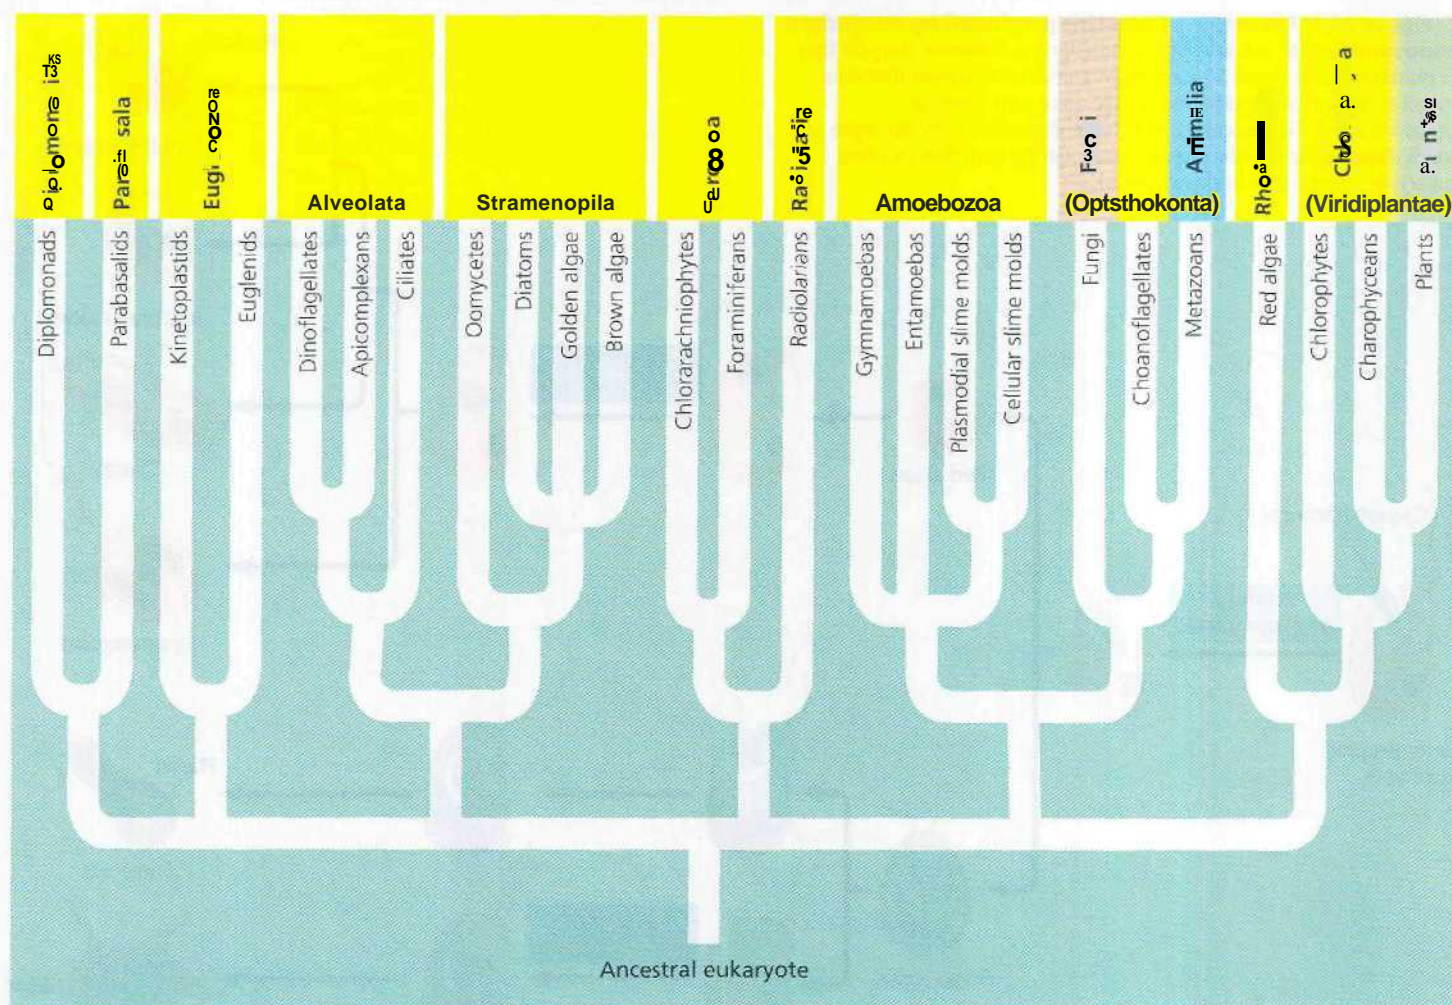 Alveolata
Stramenopila
Amoebozoa
(Optsthokonta)
(Viridiplantae)
Diplomonads
Parabasalids
Kinetoplastids
Euglenids
Dinoflagellates
Apicomplexans
Ciliates
Oomycetes
Diatoms
Golden algae
Brown algae
Chlorarachniophytes
Foraminiferans
Radiolarians
Gymnamoebas
Entamoebas
Plasmodial slime molds
Cellular slime molds
Fungi
Choanoflagellates
Metazoans
Red algae
Chlorophytes
Charophyceans
Plants
Ancestral eukaryote